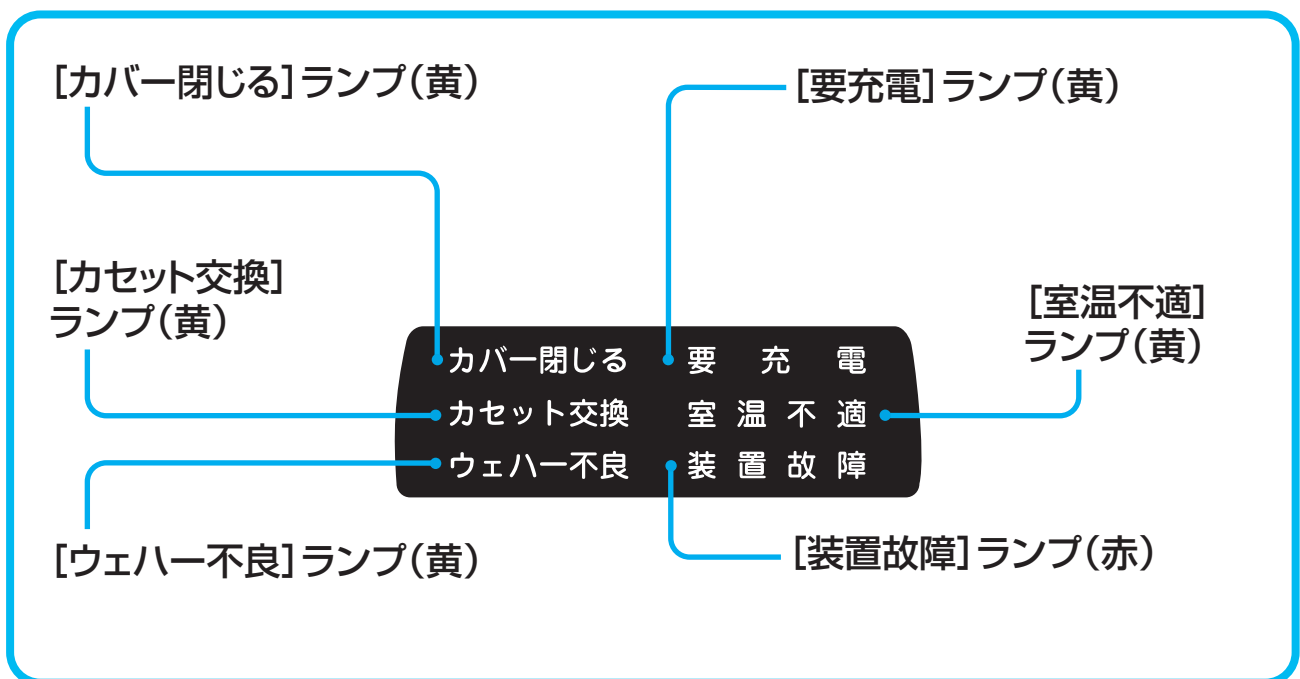 [カバー閉じる]ランプ(黄)
[要充電]ランプ(黄)
[カセット交換]
ランプ(黄)
[室温不適]
ランプ(黄)
カバー閉じる 要充電
カセット交換 室温不適
ウェハー不良 装置故障
[ウェハー不良]ランプ(黄)
[装置故障]ランプ(赤)